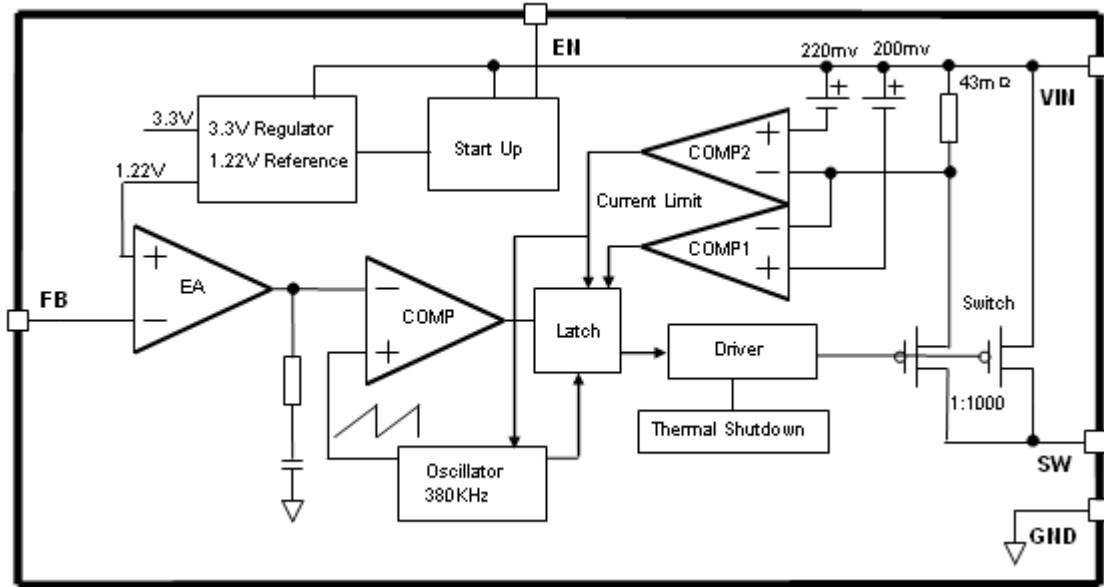 EN
220mv 200mv
43mΩ
VIN
3.3V
3.3V Regulator
1.22V Reference
Start Up
1.22V
COMP2
Current Limit
COMP1
EA
FB
COMP
Latch
Switch
Driver
1:1000
Thermal Shutdown
Oscillator
380KHz
SW
GND
+
−
−
+
+
−
−
+
+
+